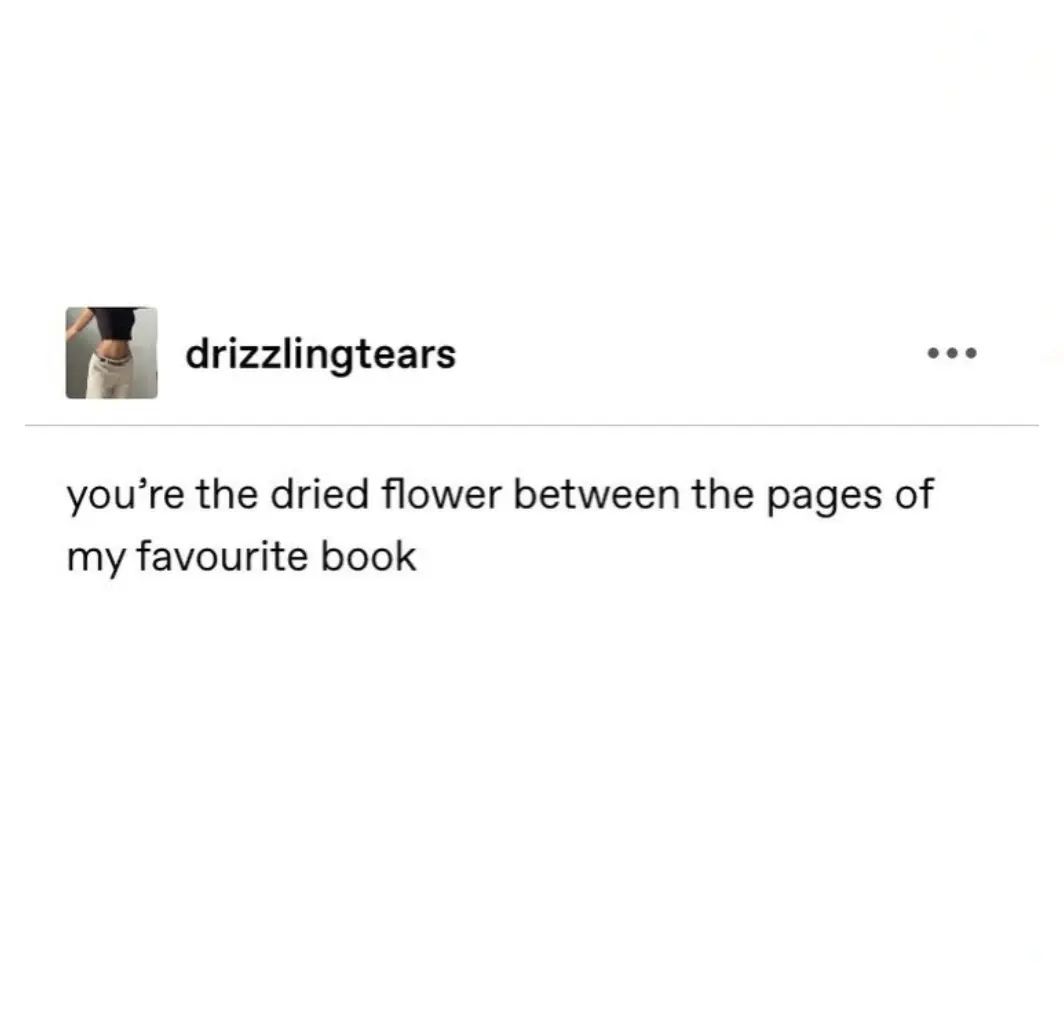 drizzlingtears
you’re the dried flower between the pages of
my favourite book